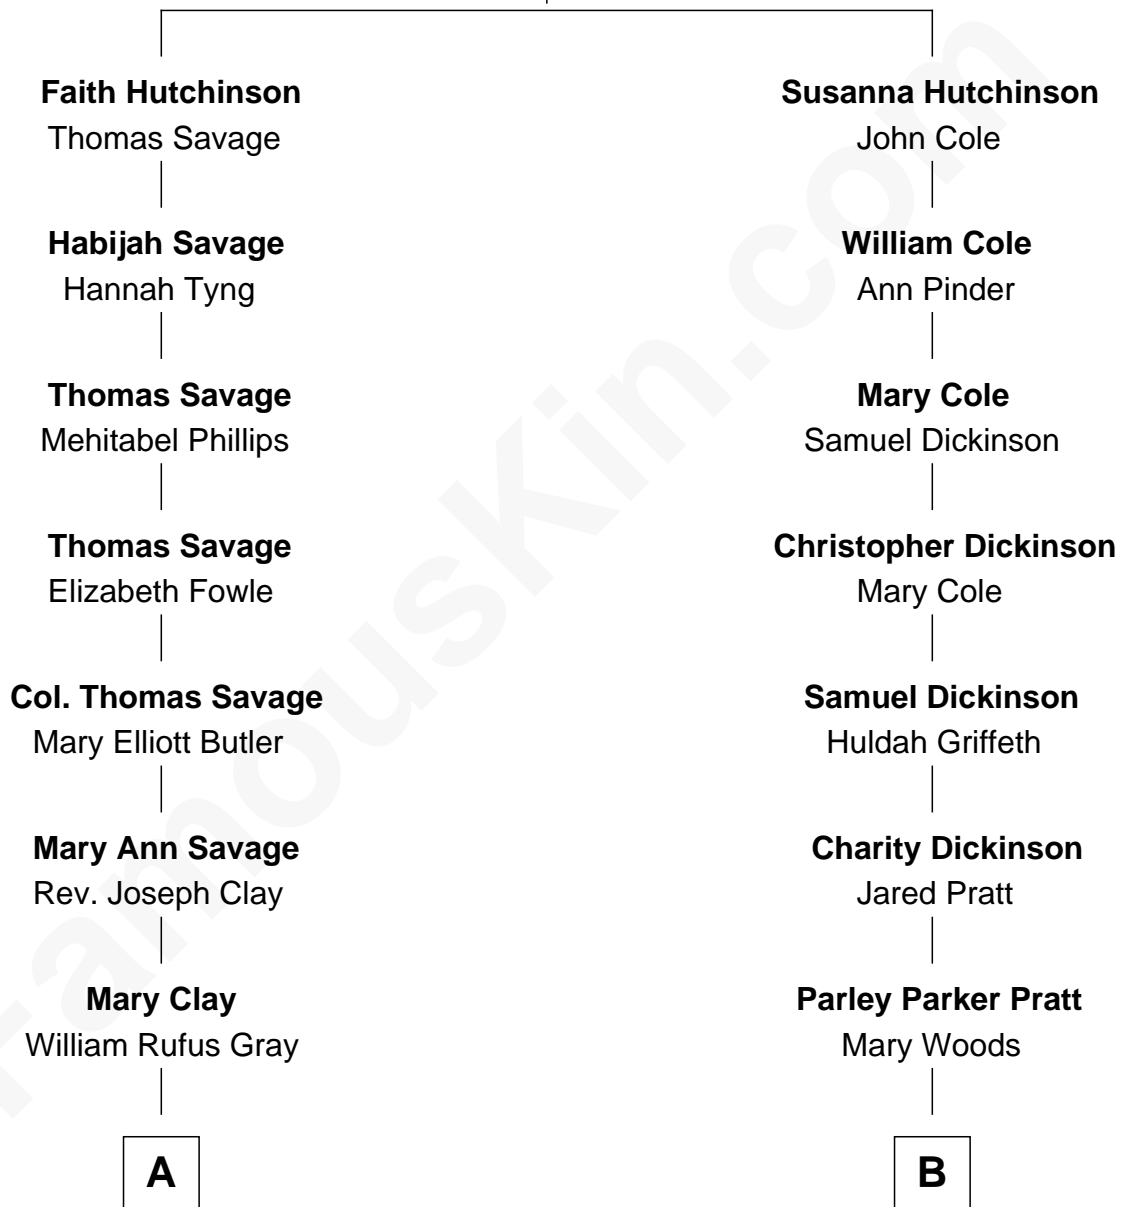 Faith Hutchinson
Thomas Savage
Habijah Savage
Hannah Tyng
Thomas Savage
Mehitabel Phillips
Thomas Savage
Elizabeth Fowle
Col. Thomas Savage
Mary Elliott Butler
Mary Ann Savage
Rev. Joseph Clay
Mary Clay
William Rufus Gray
A
Susanna Hutchinson
John Cole
William Cole
Ann Pinder
Mary Cole
Samuel Dickinson
Christopher Dickinson
Mary Cole
Samuel Dickinson
Huldah Griffeth
Charity Dickinson
Jared Pratt
Parley Parker Pratt
Mary Woods
B
FamousKin.com